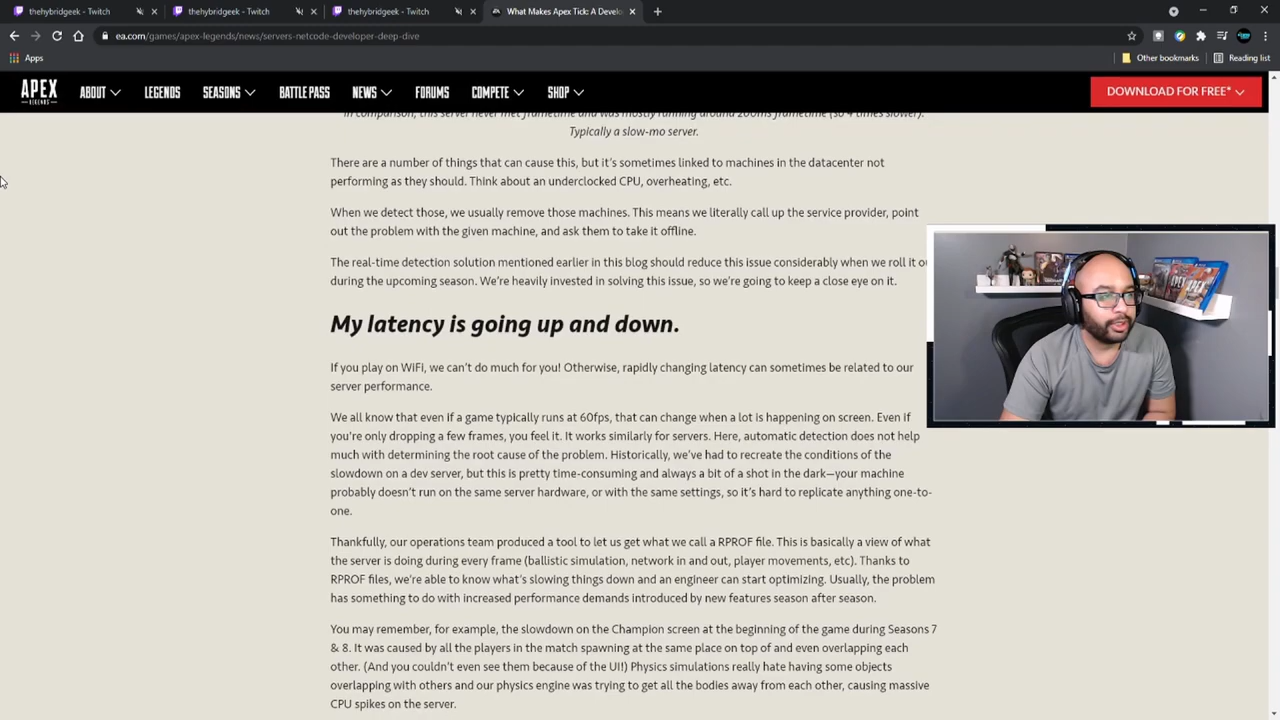 thehybridgeek - Twitch
thehybridgeek - Twitch
thehybridgeek - Twitch
What Makes Apex Tick: A Develo
ea.com/games/apex-legends/news/servers-netcode-developer-deep-dive
Apps
Other bookmarks
Reading list
APEX
LEGENDS
ABOUT
LEGENDS
SEASONS
BATTLE PASS
NEWS
FORUMS
COMPETE
SHOP
DOWNLOAD FOR FREE*
In comparison, this server never met frametime and was mostly running around 200ms frametime (so 4 times slower).
Typically a slow-mo server.
There are a number of things that can cause this, but it's sometimes linked to machines in the datacenter not
performing as they should. Think about an underclocked CPU, overheating, etc.
When we detect those, we usually remove those machines. This means we literally call up the service provider, point
out the problem with the given machine, and ask them to take it offline.
The real-time detection solution mentioned earlier in this blog should reduce this issue considerably when we roll it
during the upcoming season. We're heavily invested in solving this issue, so we're going to keep a close eye on it.
My latency is going up and down.
If you play on WiFi, we can't do much for you! Otherwise, rapidly changing latency can sometimes be related to our
server performance.
We all know that even if a game typically runs at 60fps, that can change when a lot is happening on screen. Even if
you're only dropping a few frames, you feel it. It works similarly for servers. Here, automatic detection does not help
much with determining the root cause of the problem. Historically, we've had to recreate the conditions of the
slowdown on a dev server, but this is pretty time-consuming and always a bit of a shot in the dark—your machine
probably doesn't run on the same server hardware, or with the same settings, so it's hard to replicate anything one-to-
one.
Thankfully, our operations team produced a tool to let us get what we call a RPROF file. This is basically a view of what
the server is doing during every frame (ballistic simulation, network in and out, player movements, etc). Thanks to
RPROF files, we're able to know what's slowing things down and an engineer can start optimizing. Usually, the problem
has something to do with increased performance demands introduced by new features season after season.
You may remember, for example, the slowdown on the Champion screen at the beginning of the game during Seasons 7
& 8. It was caused by all the players in the match spawning at the same place on top of and even overlapping each
other. (And you couldn't even see them because of the UI!) Physics simulations really hate having some objects
overlapping with others and our physics engine was trying to get all the bodies away from each other, causing massive
CPU spikes on the server.